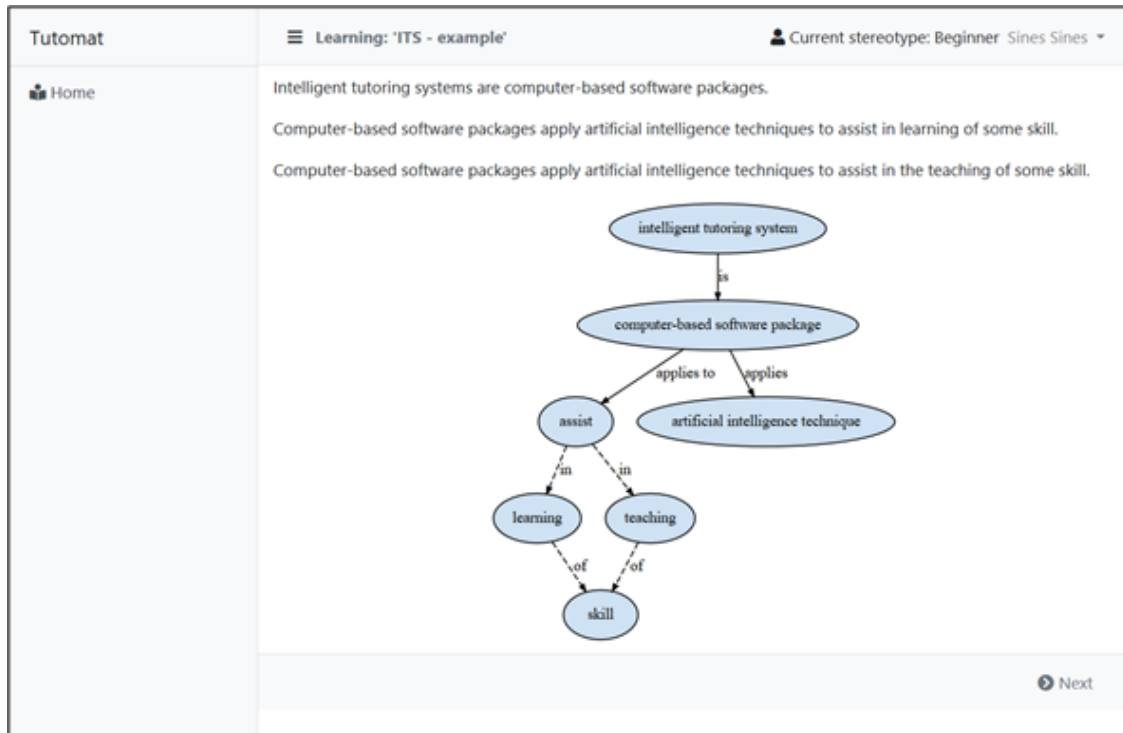 Tutomat
Learning: 'ITS - example'
Current stereotype: Beginner Sines Sines
Home
Intelligent tutoring systems are computer-based software packages.
Computer-based software packages apply artificial intelligence techniques to assist in learning of some skill.
Computer-based software packages apply artificial intelligence techniques to assist in the teaching of some skill.
intelligent tutoring system
is
computer-based software package
applies to
applies
assist
artificial intelligence technique
in
in
learning
teaching
of
of
skill
Next